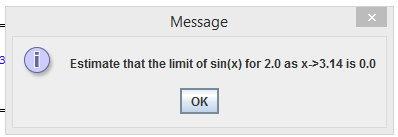 Message
Estimate that the limit of sin(x) for 2.0 as x->3.14 is 0.0
OK